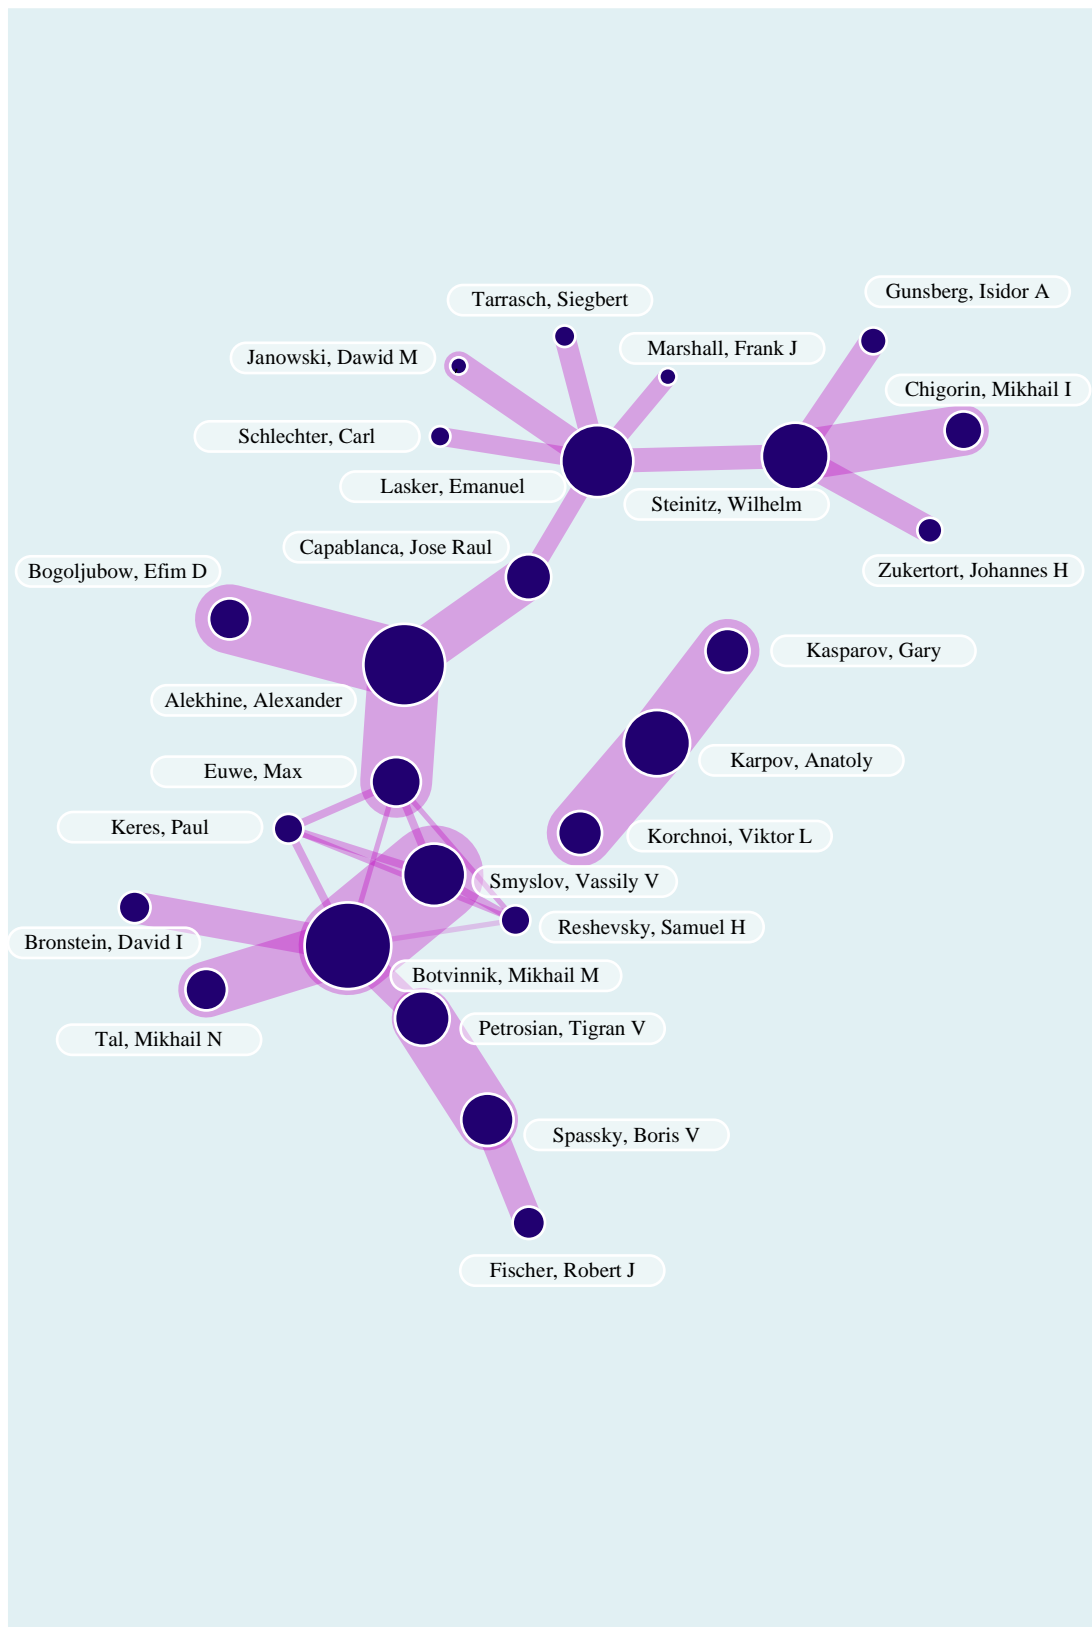 Gunsberg, Isidor A
Tarrasch, Siegbert
Marshall, Frank J
Janowski, Dawid M
Chigorin, Mikhail I
Schlechter, Carl
Lasker, Emanuel
Steinitz, Wilhelm
Capablanca, Jose Raul
Bogoljubow, Efim D
Zukertort, Johannes H
Kasparov, Gary
Alekhine, Alexander
Karpov, Anatoly
Euwe, Max
Keres, Paul
Korchnoi, Viktor L
Smyslov, Vassily V
Reshevsky, Samuel H
Bronstein, David I
Botvinnik, Mikhail M
Petrosian, Tigran V
Tal, Mikhail N
Spassky, Boris V
Fischer, Robert J